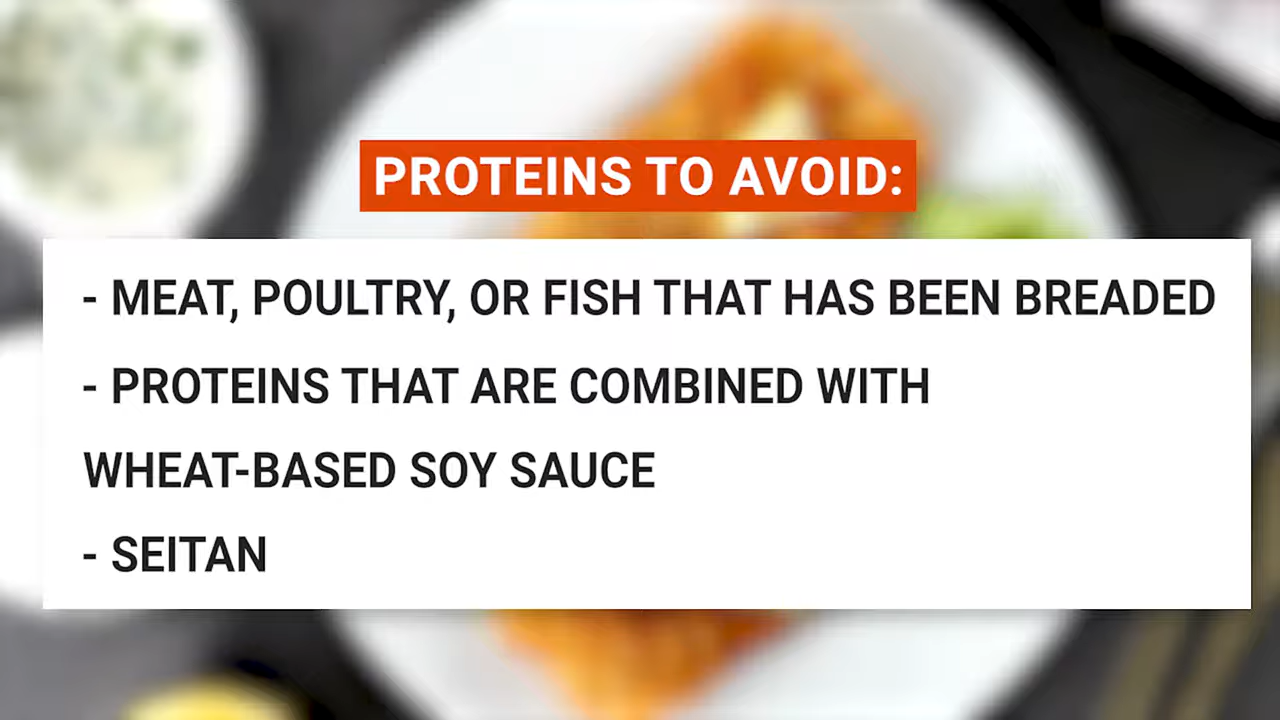 PROTEINS TO AVOID:
- MEAT, POULTRY, OR FISH THAT HAS BEEN BREADED
- PROTEINS THAT ARE COMBINED WITH
WHEAT-BASED SOY SAUCE
- SEITAN